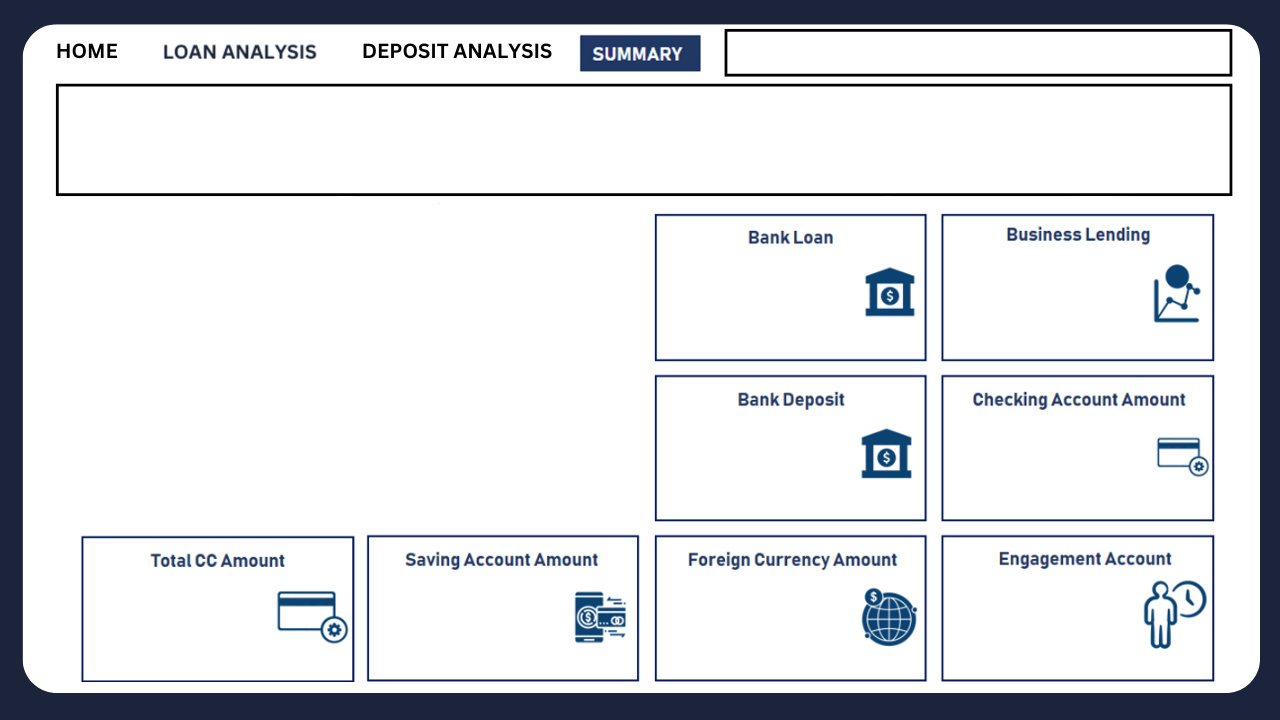 HOME
LOAN ANALYSIS
DEPOSIT ANALYSIS
SUMMARY
Bank Loan
Business Lending
Bank Deposit
Checking Account Amount
Total CC Amount
Saving Account Amount
Foreign Currency Amount
Engagement Account